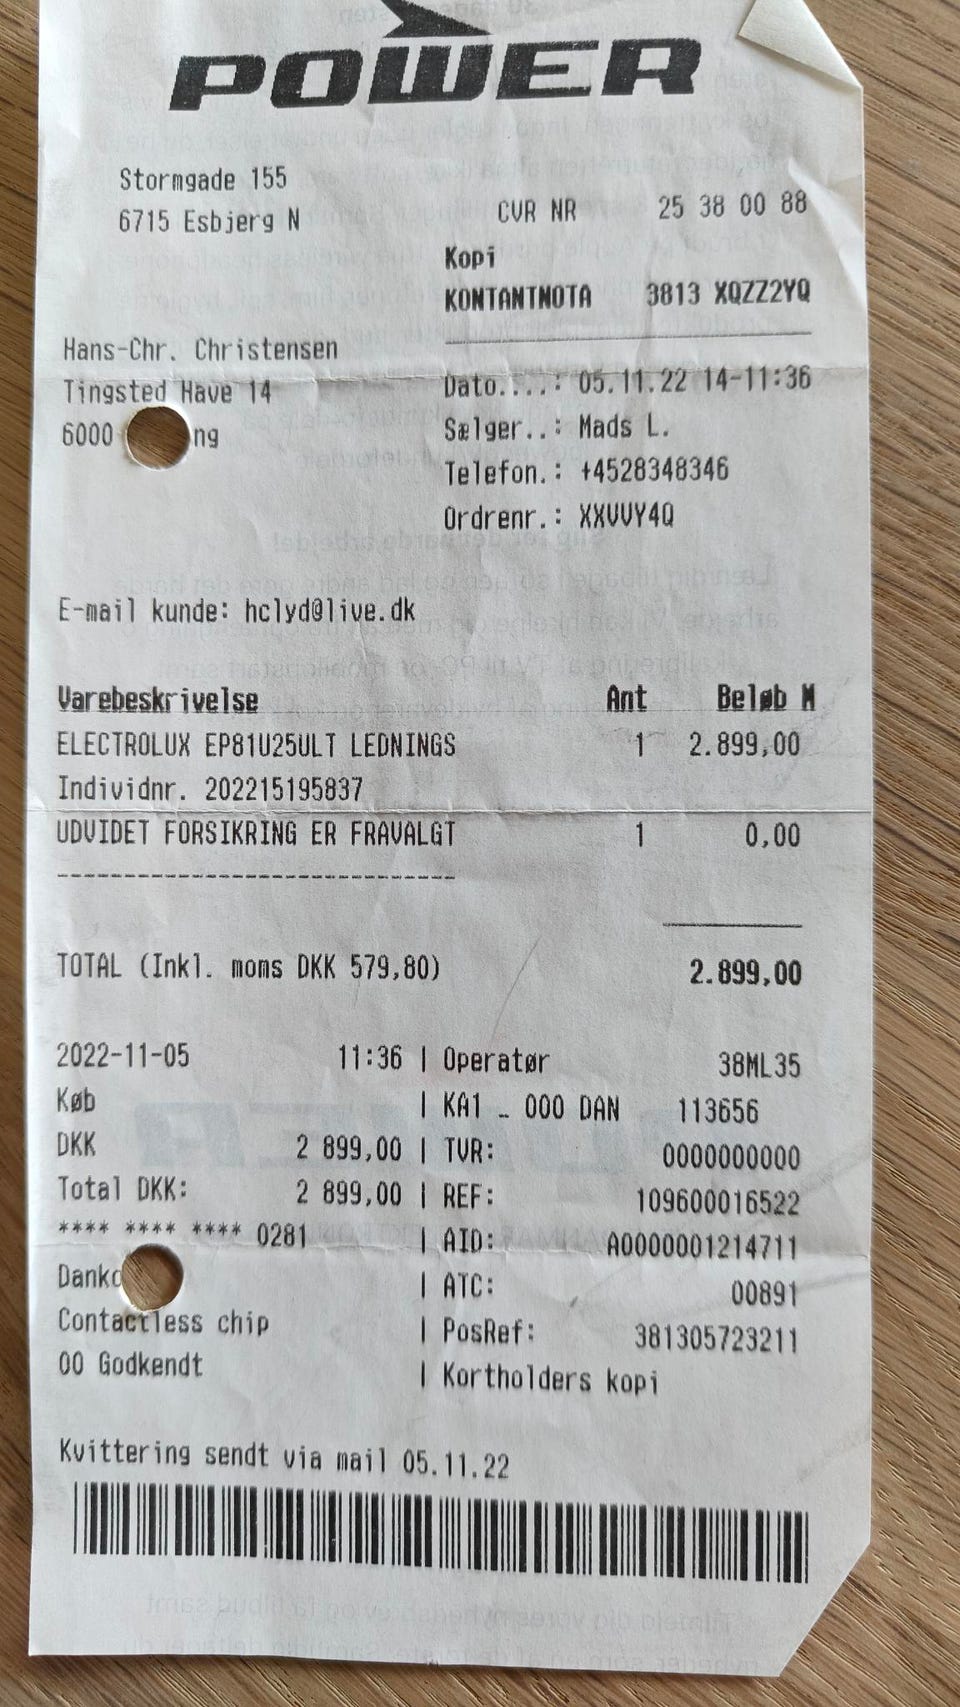 POWER
Stormgade 155
6715 Esbjerg N
CVR NR 25 38 00 88
Kopi
KONTANTNOTA 3813 XQZZ2YQ
Hans-Chr. Christensen
Tingsted Have 14
6000 ng
Dato....: 05.11.22 14-11:36
Sælger..: Mads L.
Telefon.: +4528348346
Ordrenr.: XXVVY4Q
E-mail kunde: hclyd@live.dk
Varebeskrivelse Ant Beløb M
ELECTROLUX EP81U25ULT LEDNINGS 1 2.899,00
Individnr. 202215195837
UDVIDET FORSIKRING ER FRAVALGT 1 0,00
------------------------------
TOTAL (Inkl. moms DKK 579,80) 2.899,00
2022-11-05 11:36 | Operatør 38ML35
Køb | KA1 _ 000 DAN 113656
DKK 2 899,00 | TVR: 0000000000
Total DKK: 2 899,00 | REF: 109600016522
**** **** **** 0281 | AID: A0000001214711
Danko | ATC: 00891
Contactless chip | PosRef: 381305723211
00 Godkendt | Kortholders kopi
Kvittering sendt via mail 05.11.22